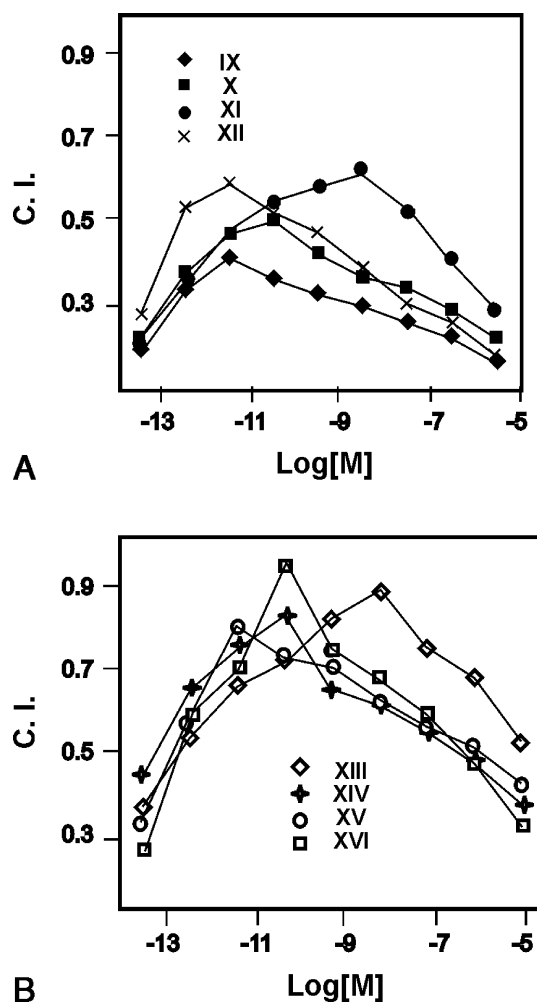 0.9
0.7
0.5
0.3
C. I.
IX
X
XI
XII
-13 -11 -9 -7 -5
Log[M]
A
0.9
0.7
0.5
0.3
C. I.
XIII
XIV
XV
XVI
-13 -11 -9 -7 -5
Log[M]
B